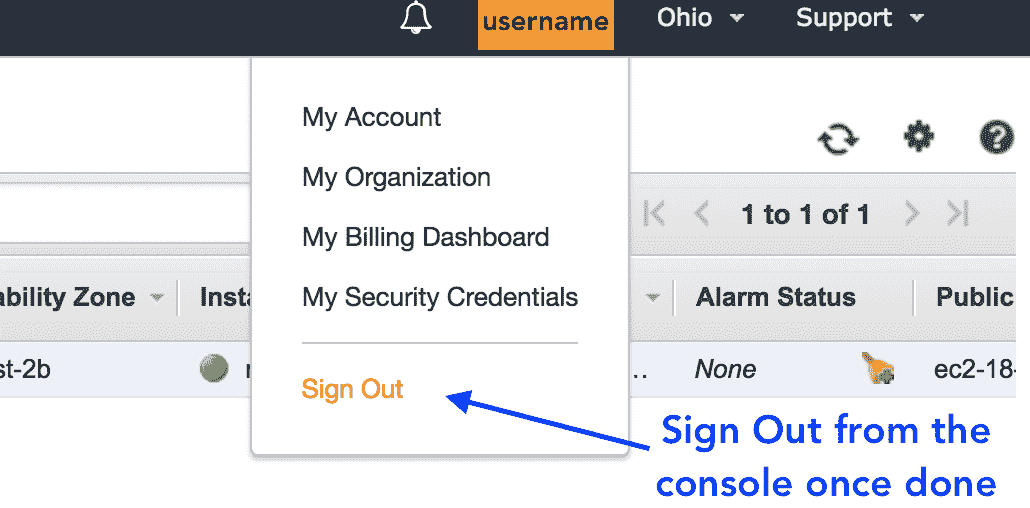 username Ohio Support
My Account
My Organization
My Billing Dashboard
My Security Credentials
Sign Out
1 to 1 of 1
ability Zone Insta Alarm Status Public
st-2b None ec2-18-
Sign Out from the
console once done